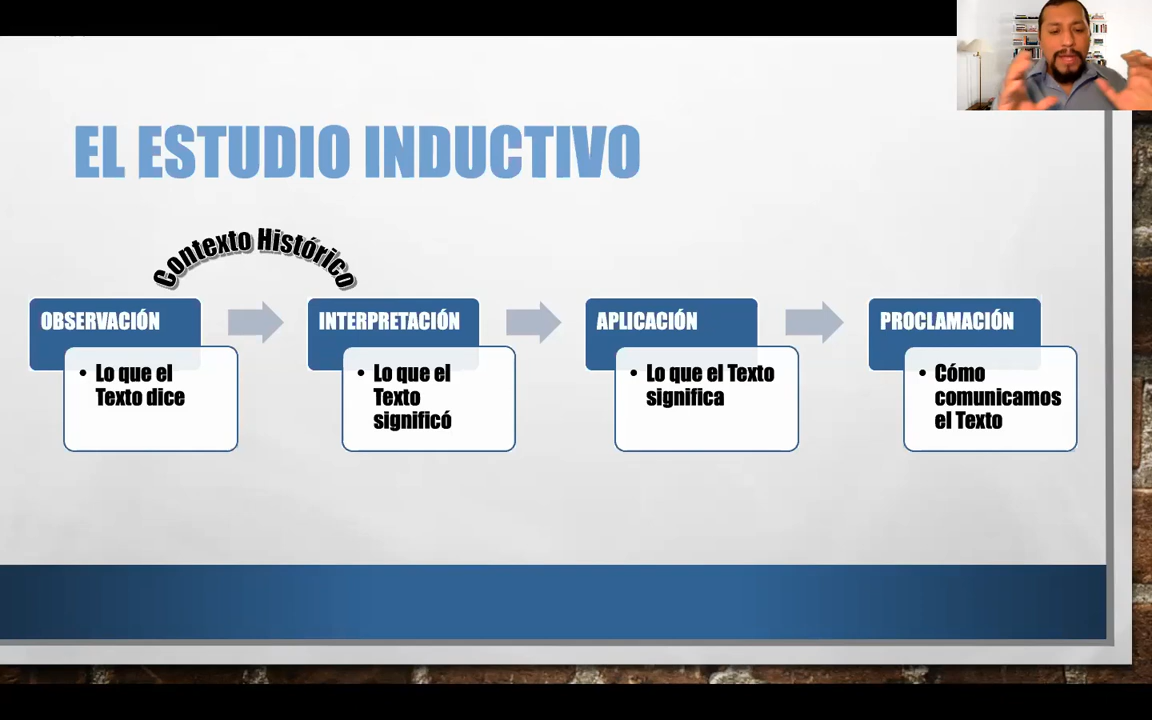 EL ESTUDIO INDUCTIVO
Contexto Histórico
OBSERVACIÓN
• Lo que el
Texto dice
INTERPRETACIÓN
• Lo que el
Texto
significó
APLICACIÓN
• Lo que el Texto
significa
PROCLAMACIÓN
• Cómo
comunicamos
el Texto